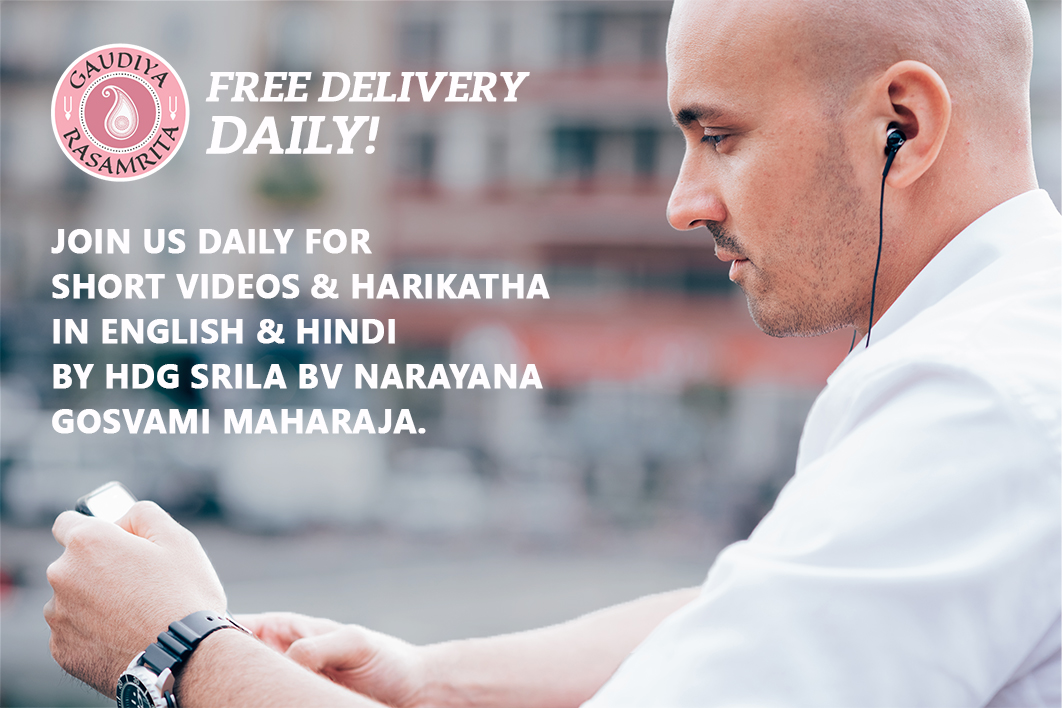 GAUDIYA
RASAMRITA
FREE DELIVERY
DAILY!
JOIN US DAILY FOR
SHORT VIDEOS & HARIKATHA
IN ENGLISH & HINDI
BY HDG SRILA BV NARAYANA
GOSVAMI MAHARAJA.